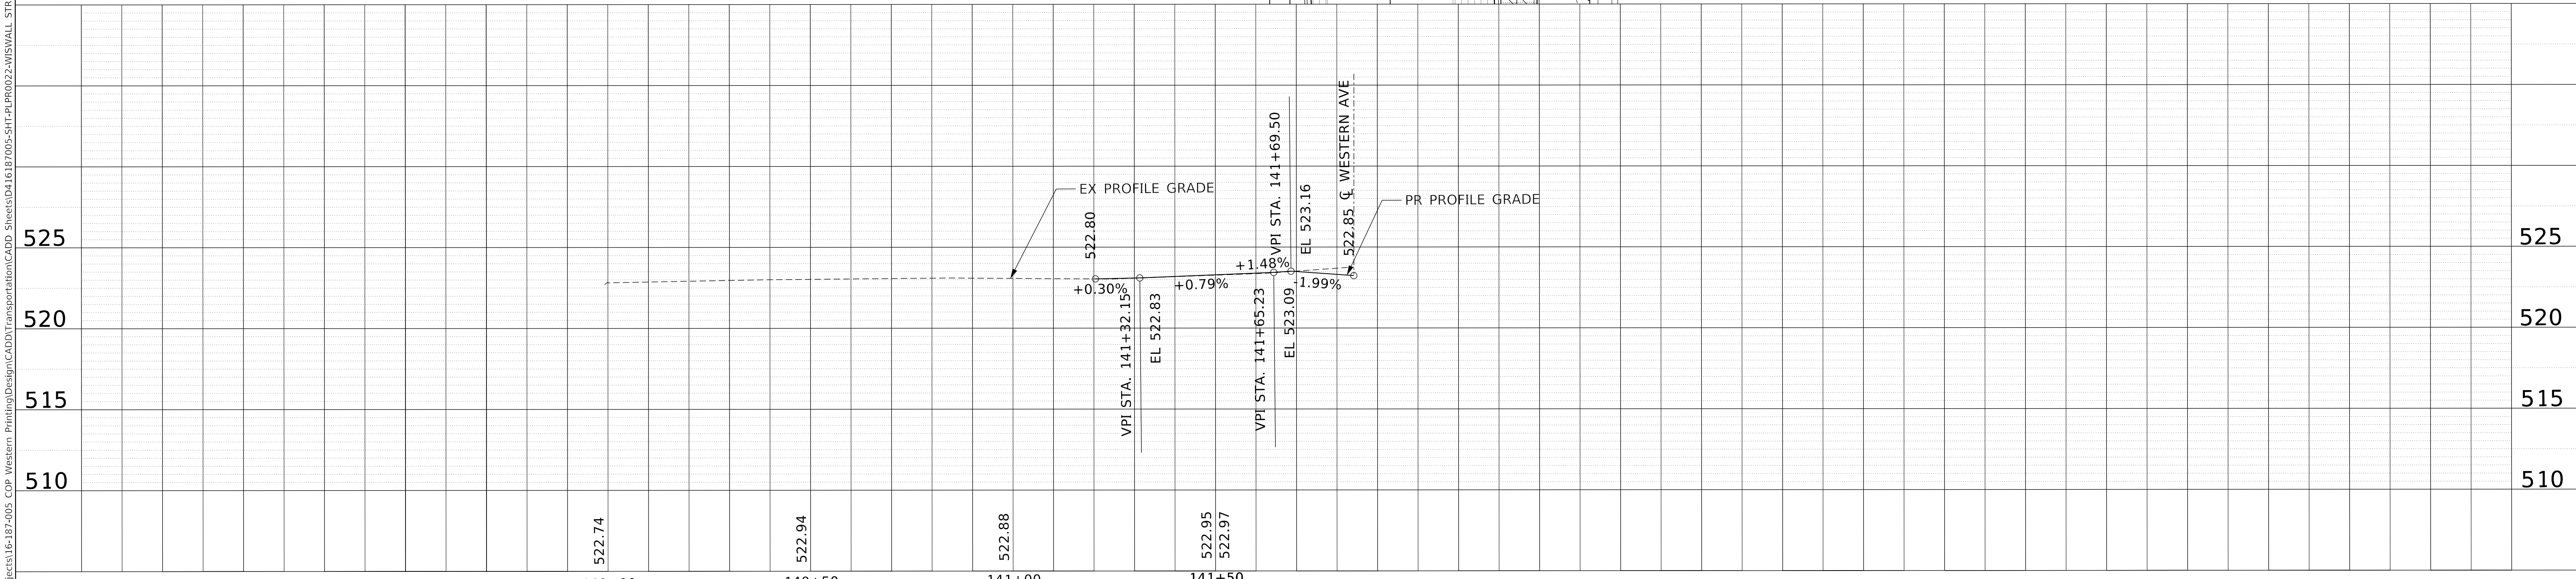 jects\16-187-005 COP Western Printing\Design\CADD\Transportation\CADD Sheets\D416187005-SHT-PLPR0022-WISWALL STR
VPI STA. 141+69.50
EL 523.16
522.85 ℄ WESTERN AVE
EX PROFILE GRADE
PR PROFILE GRADE
522.80
525
525
+1.48%
+0.30%
+0.79%
-1.99%
VPI STA. 141+32.15
EL 522.83
VPI STA. 141+65.23
EL 523.09
520
520
515
515
510
510
522.74
522.94
522.88
522.95
522.97
140+50
141+00
141+50